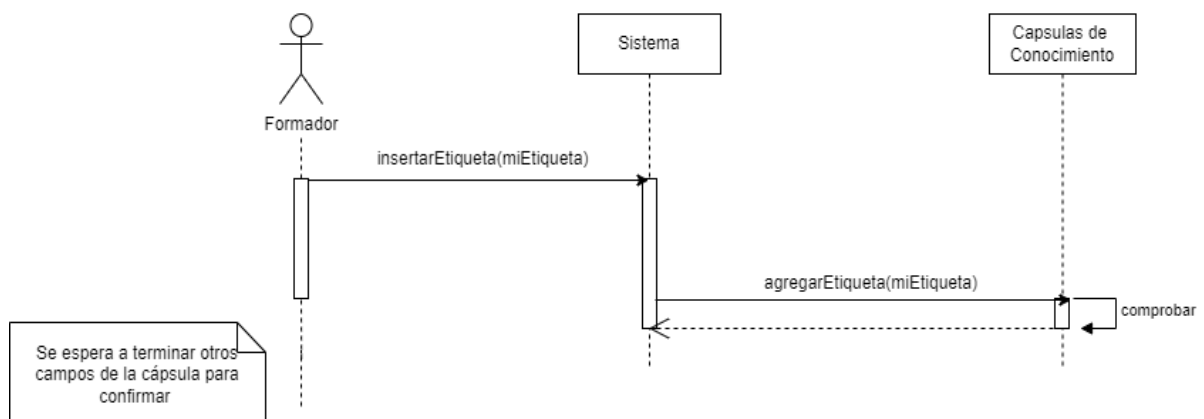 Sistema
Capsulas de
Conocimiento
Formador
insertarEtiqueta(miEtiqueta)
agregarEtiqueta(miEtiqueta)
comprobar
Se espera a terminar otros
campos de la cápsula para
confirmar